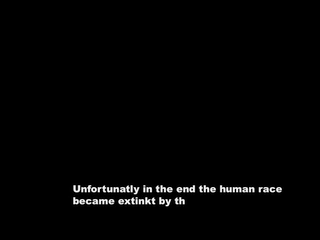 Unfortunatly in the end the human race
became extinkt by th